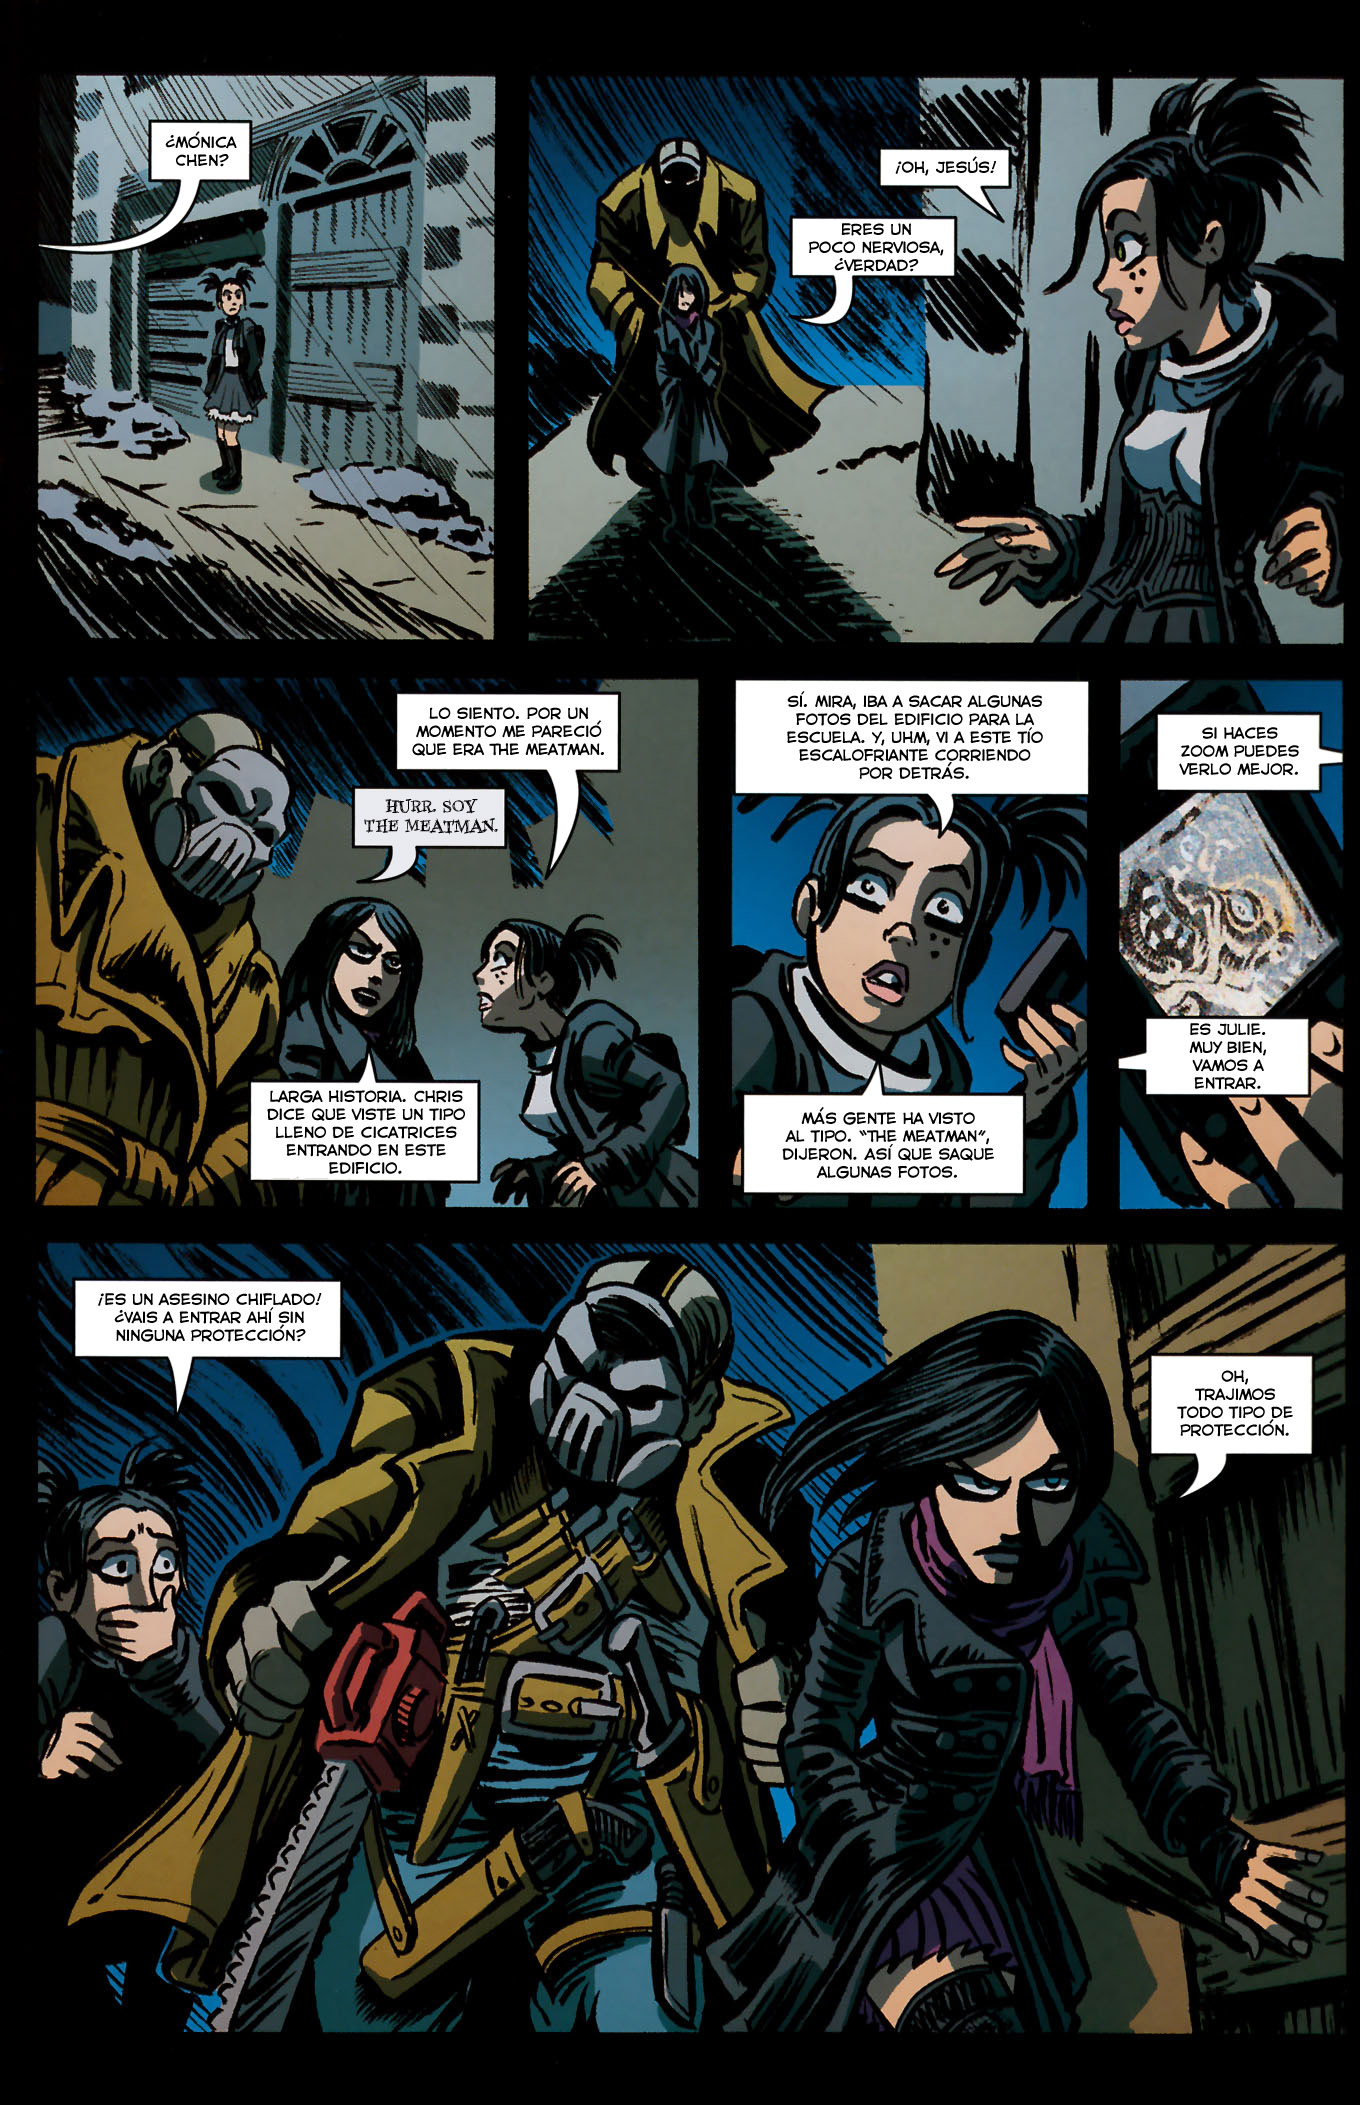 ¿MÓNICA
CHEN?
¡OH, JESÚS!
ERES UN
POCO NERVIOSA,
¿VERDAD?
LO SIENTO. POR UN
MOMENTO ME PARECIÓ
QUE ERA THE MEATMAN.
HURR. SOY
THE MEATMAN.
LARGA HISTORIA. CHRIS
DICE QUE VISTE UN TIPO
LLENO DE CICATRICES
ENTRANDO EN ESTE
EDIFICIO.
SÍ. MIRA, IBA A SACAR ALGUNAS
FOTOS DEL EDIFICIO PARA LA
ESCUELA. Y, UHM, VI A ESTE TÍO
ESCALOFRIANTE CORRIENDO
POR DETRÁS.
MÁS GENTE HA VISTO
AL TIPO. "THE MEATMAN",
DIJERON. ASÍ QUE SAQUE
ALGUNAS FOTOS.
SI HACES
ZOOM PUEDES
VERLO MEJOR.
ES JULIE.
MUY BIEN,
VAMOS A
ENTRAR.
¡ES UN ASESINO CHIFLADO!
¿VAIS A ENTRAR AHÍ SIN
NINGUNA PROTECCIÓN?
OH,
TRAJIMOS
TODO TIPO DE
PROTECCIÓN.